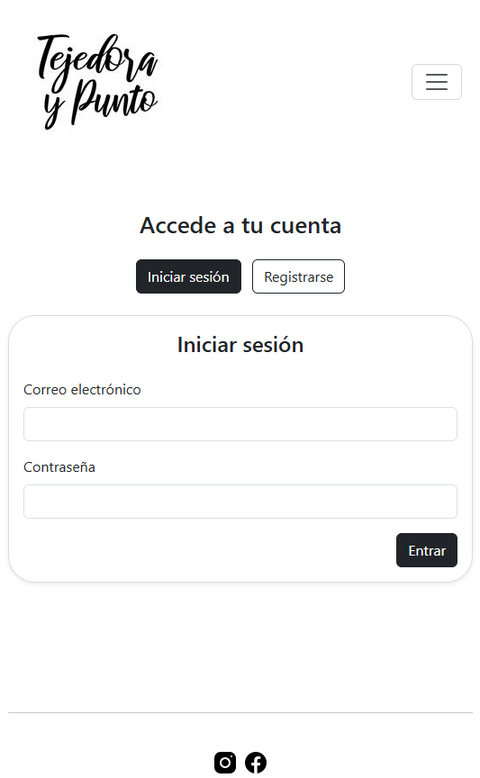 Tejedora
y Punto
Accede a tu cuenta
Iniciar sesión
Registrarse
Iniciar sesión
Correo electrónico
Contraseña
Entrar